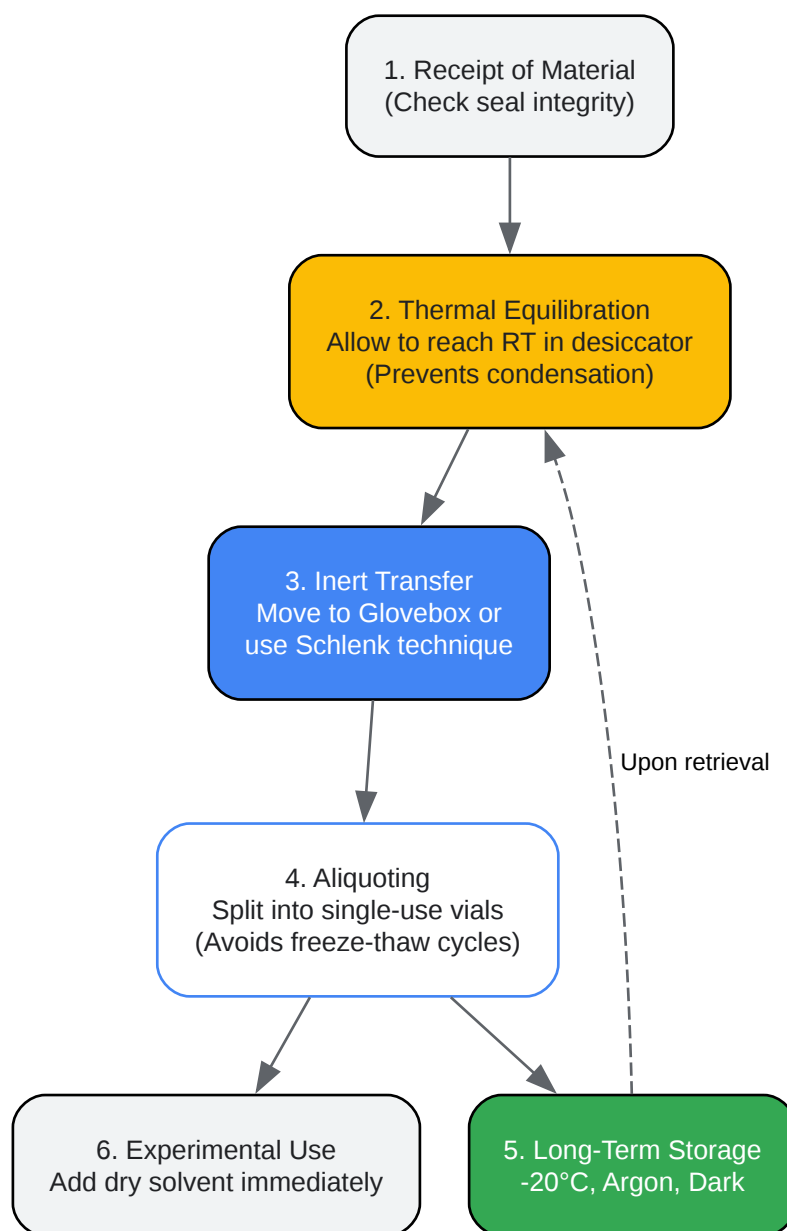 1. Receipt of Material
(Check seal integrity)
2. Thermal Equilibration
Allow to reach RT in desiccator
(Prevents condensation)
3. Inert Transfer
Move to Glovebox or
use Schlenk technique
Upon retrieval
4. Aliquoting
Split into single-use vials
(Avoids freeze-thaw cycles)
6. Experimental Use
Add dry solvent immediately
5. Long-Term Storage
-20°C, Argon, Dark